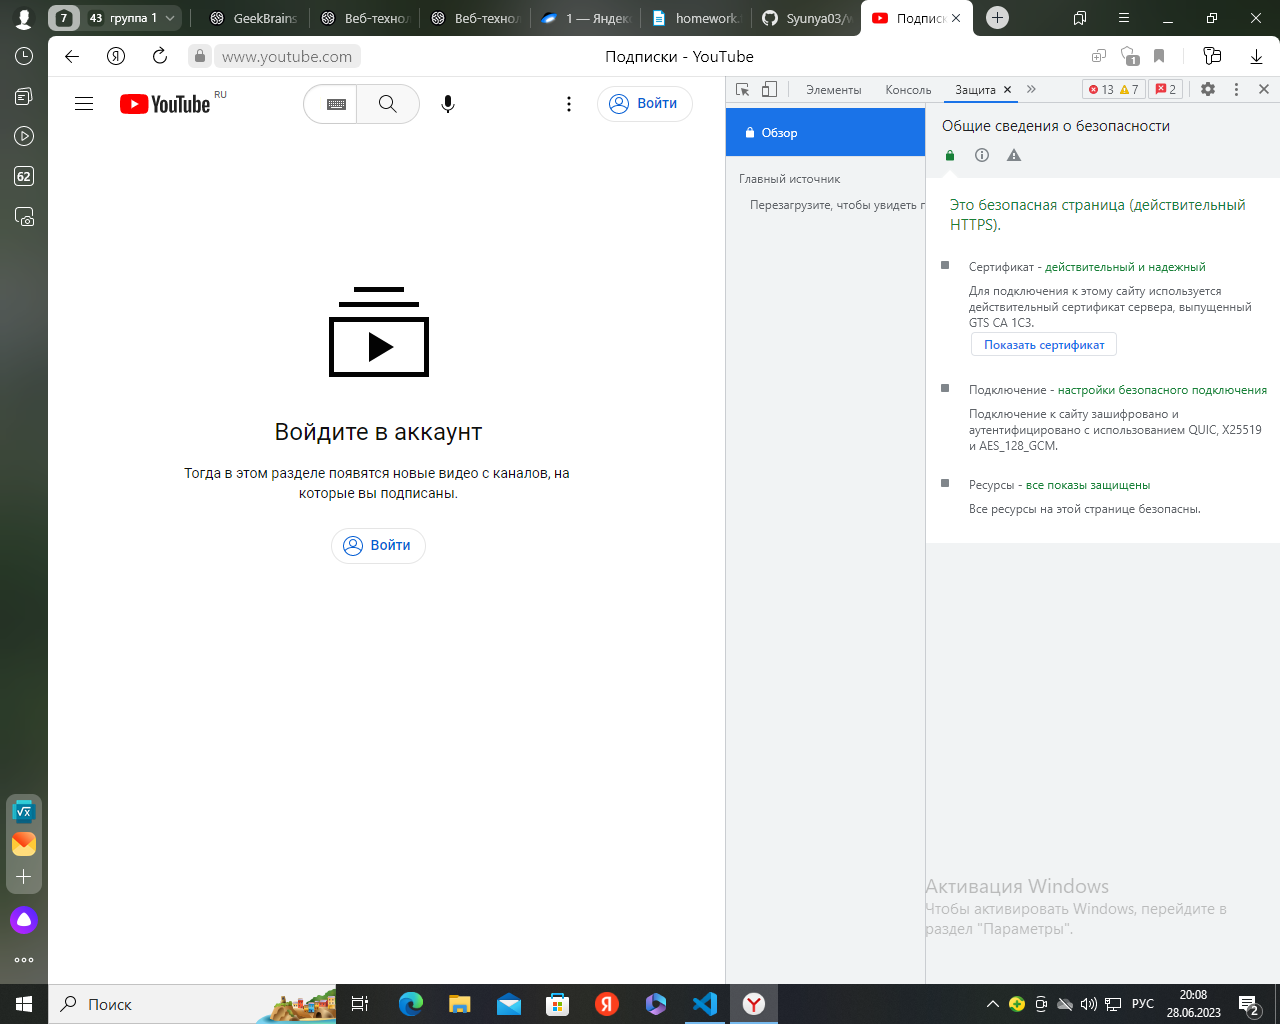 7
43 группа 1
GeekBrains
Веб-технол
Веб-технол
1 — Яндекс
homework.
Syunya03/w
Подписк
Я
www.youtube.com
Подписки - YouTube
1
62
YouTube RU
Войти
Элементы
Консоль
Защита
13
7
2
Обзор
Главный источник
Перезагрузите, чтобы увидеть п
Общие сведения о безопасности
Это безопасная страница (действительный
HTTPS).
Сертификат - действительный и надежный
Для подключения к этому сайту используется
действительный сертификат сервера, выпущенный
GTS CA 1C3.
Показать сертификат
Подключение - настройки безопасного подключения
Подключение к сайту зашифровано и
аутентифицировано с использованием QUIC, X25519
и AES_128_GCM.
Ресурсы - все показы защищены
Все ресурсы на этой странице безопасны.
Войдите в аккаунт
Тогда в этом разделе появятся новые видео с каналов, на
которые вы подписаны.
Войти
Активация Windows
Чтобы активировать Windows, перейдите в
раздел "Параметры".
Поиск
РУС
20:08
28.06.2023
2